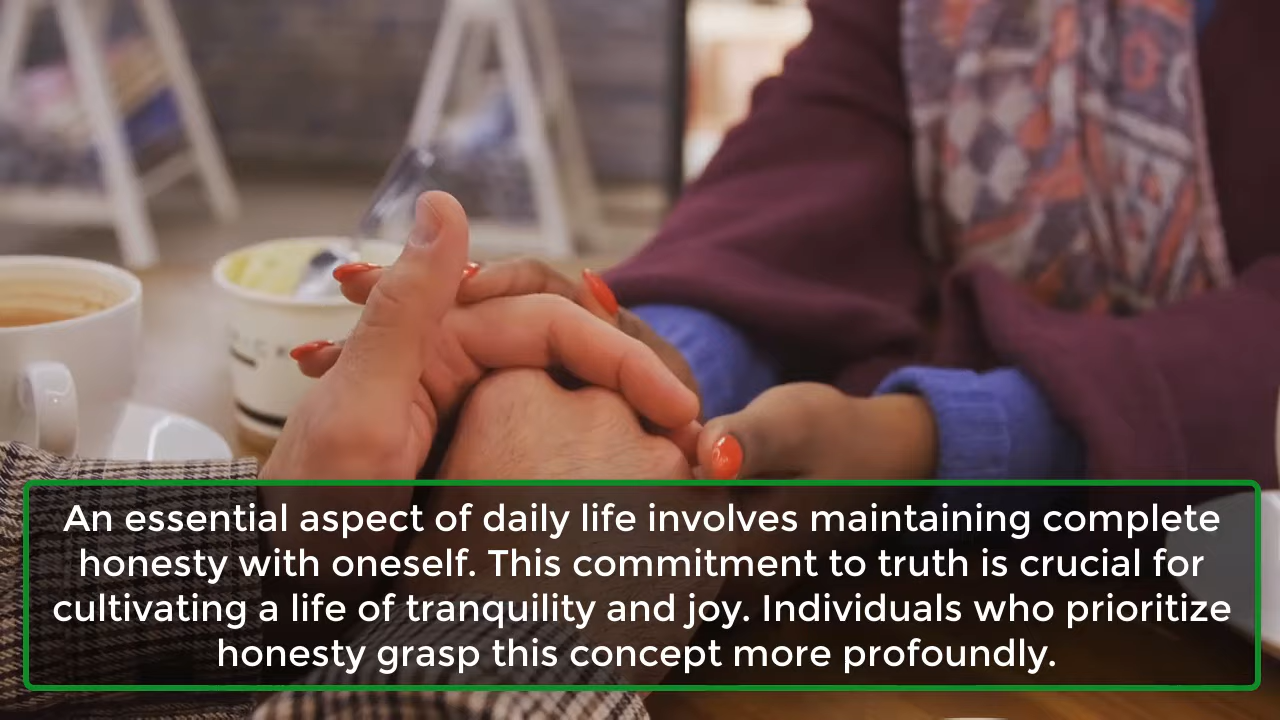 An essential aspect of daily life involves maintaining complete
honesty with oneself. This commitment to truth is crucial for
cultivating a life of tranquility and joy. Individuals who prioritize
honesty grasp this concept more profoundly.